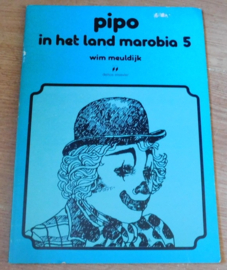 pipo
in het land marobia 5
wim meuldijk